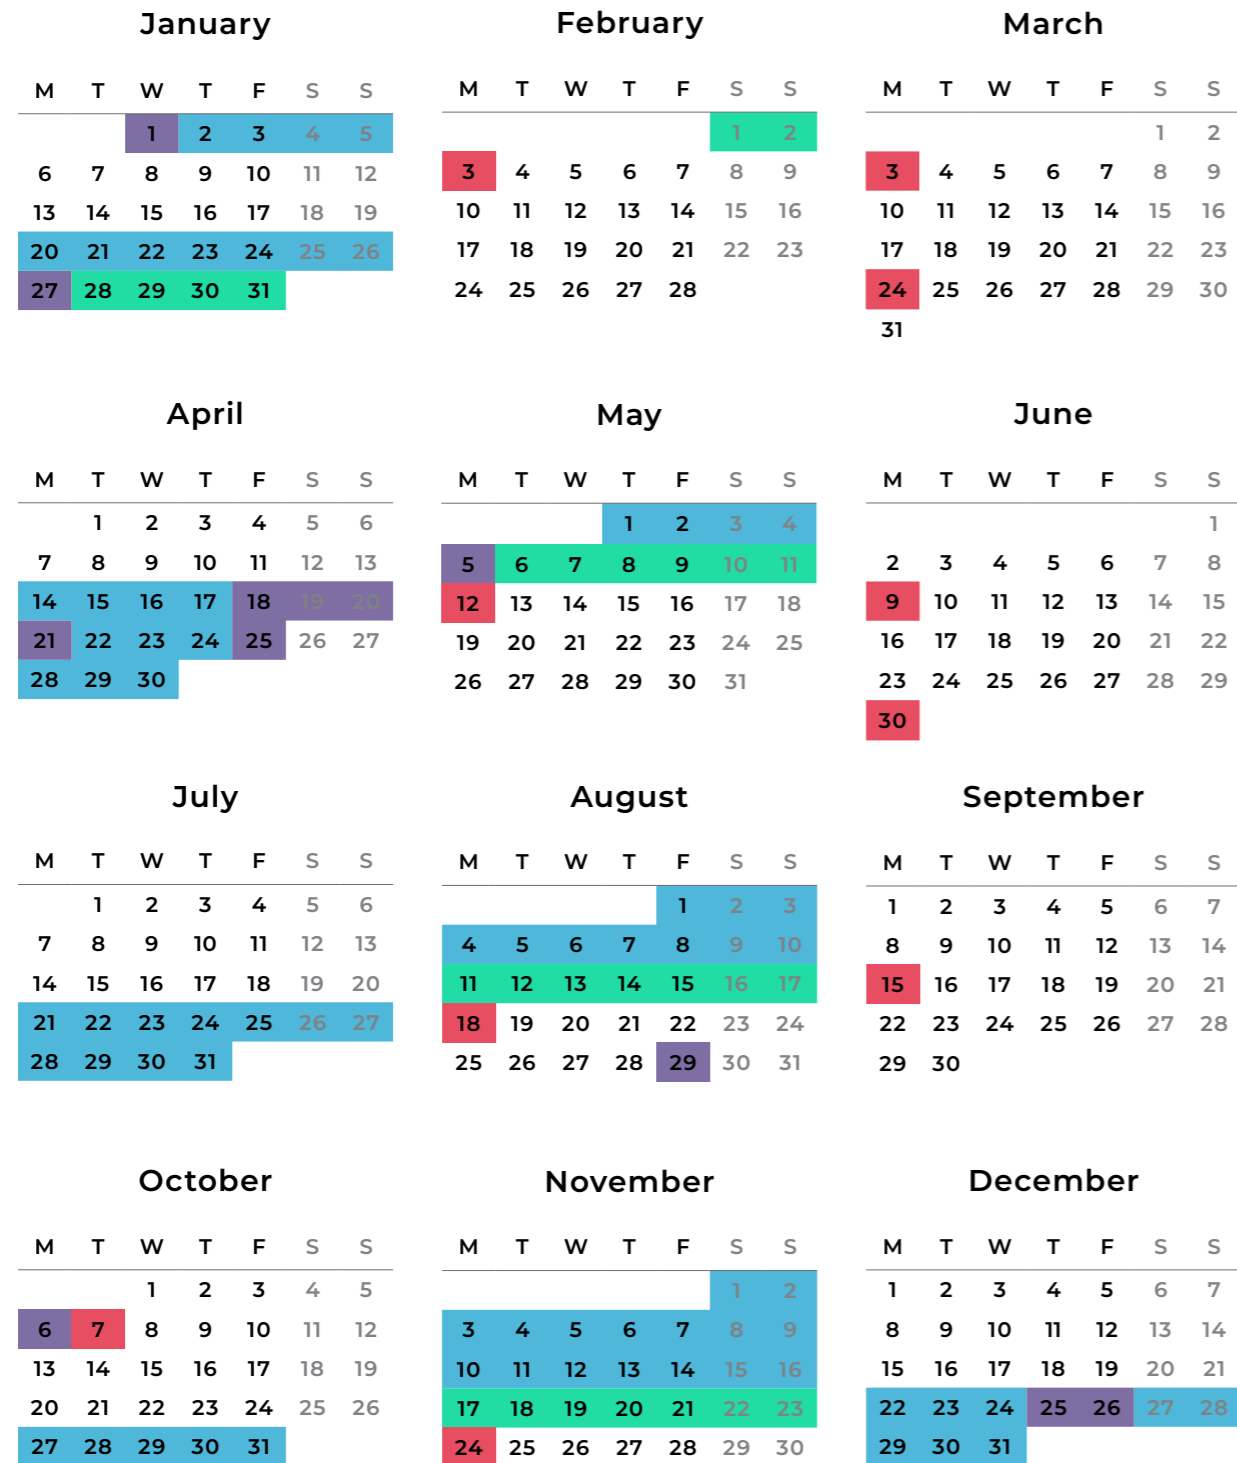 January
M T W T F S S
1 2 3 4 5
6 7 8 9 10 11 12
13 14 15 16 17 18 19
20 21 22 23 24 25 26
27 28 29 30 31
February
M T W T F S S
1 2
3 4 5 6 7 8 9
10 11 12 13 14 15 16
17 18 19 20 21 22 23
24 25 26 27 28
March
M T W T F S S
1 2
3 4 5 6 7 8 9
10 11 12 13 14 15 16
17 18 19 20 21 22 23
24 25 26 27 28 29 30
31
April
M T W T F S S
1 2 3 4 5 6
7 8 9 10 11 12 13
14 15 16 17 18 19 20
21 22 23 24 25 26 27
28 29 30
May
M T W T F S S
1 2 3 4
5 6 7 8 9 10 11
12 13 14 15 16 17 18
19 20 21 22 23 24 25
26 27 28 29 30 31
June
M T W T F S S
1
2 3 4 5 6 7 8
9 10 11 12 13 14 15
16 17 18 19 20 21 22
23 24 25 26 27 28 29
30
July
M T W T F S S
1 2 3 4 5 6
7 8 9 10 11 12 13
14 15 16 17 18 19 20
21 22 23 24 25 26 27
28 29 30 31
August
M T W T F S S
1 2 3
4 5 6 7 8 9 10
11 12 13 14 15 16 17
18 19 20 21 22 23 24
25 26 27 28 29 30 31
September
M T W T F S S
1 2 3 4 5 6 7
8 9 10 11 12 13 14
15 16 17 18 19 20 21
22 23 24 25 26 27 28
29 30
October
M T W T F S S
1 2 3 4 5
6 7 8 9 10 11 12
13 14 15 16 17 18 19
20 21 22 23 24 25 26
27 28 29 30 31
November
M T W T F S S
1 2
3 4 5 6 7 8 9
10 11 12 13 14 15 16
17 18 19 20 21 22 23
24 25 26 27 28 29 30
December
M T W T F S S
1 2 3 4 5 6 7
8 9 10 11 12 13 14
15 16 17 18 19 20 21
22 23 24 25 26 27 28
29 30 31